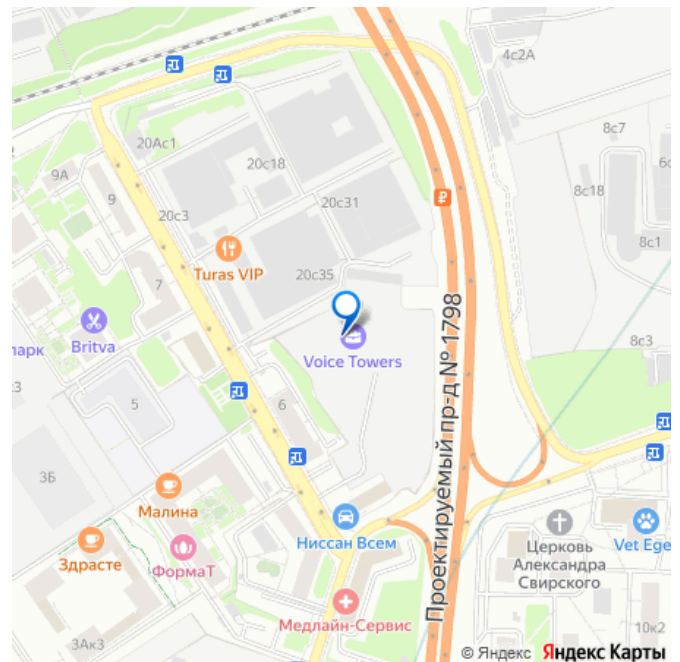 4с2А
20Ас1
20с18
8с7
9А
6с
9
8с18
20с3
20с31
8с1
Turas VIP
20с35
7
парк
Britva
Voice Towers
8с3
Проектируемый пр-д № 1798
5
6
3Б
Малина
Ниссан Всем
Здрасте
ФормаТ
Церковь
Александра
Свирского
Vet Ege
Медлайн-Сервис
10к2
3Ак3
© Яндекс Яндекс Карты